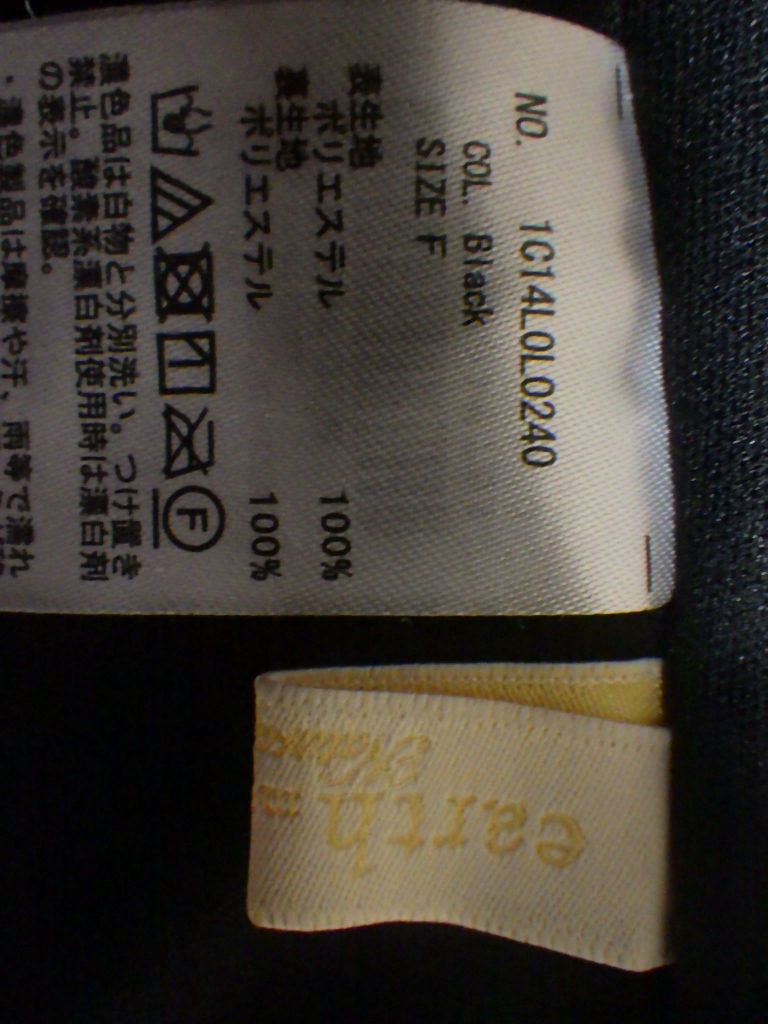 NO. 1C14L0L0240
COL. Black
SIZE F
表生地
ポリエステル 100%
裏生地
ポリエステル 100%
F
濃色品は白物と分別洗い。つけ置き
禁止。酸素系漂白剤使用時は漂白剤
の表示を確認。
・濃色製品は摩擦や汗、雨等で濡れ
earth